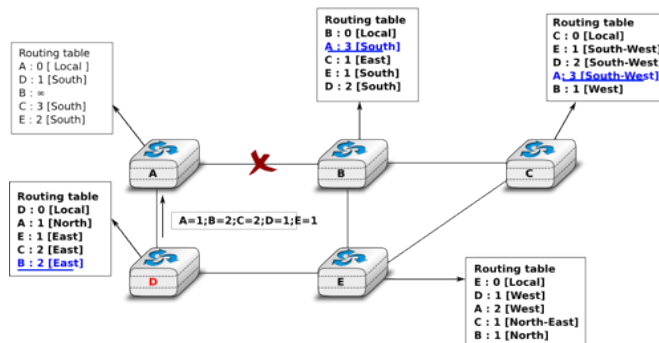 Routing table
A : 0 [ Local ]
D : 1 [South]
B : ∞
C : 3 [South]
E : 2 [South]
Routing table
B : 0 [Local]
A : 3 [South]
C : 1 [East]
E : 1 [South]
D : 2 [South]
Routing table
C : 0 [Local]
E : 1 [South-West]
D : 2 [South-West]
A: 3 [South-West]
B : 1 [West]
A
B
C
Routing table
D : 0 [Local]
A : 1 [North]
E : 1 [East]
C : 2 [East]
B : 2 [East]
A=1;B=2;C=2;D=1;E=1
D
E
Routing table
E : 0 [Local]
D : 1 [West]
A : 2 [West]
C : 1 [North-East]
B : 1 [North]